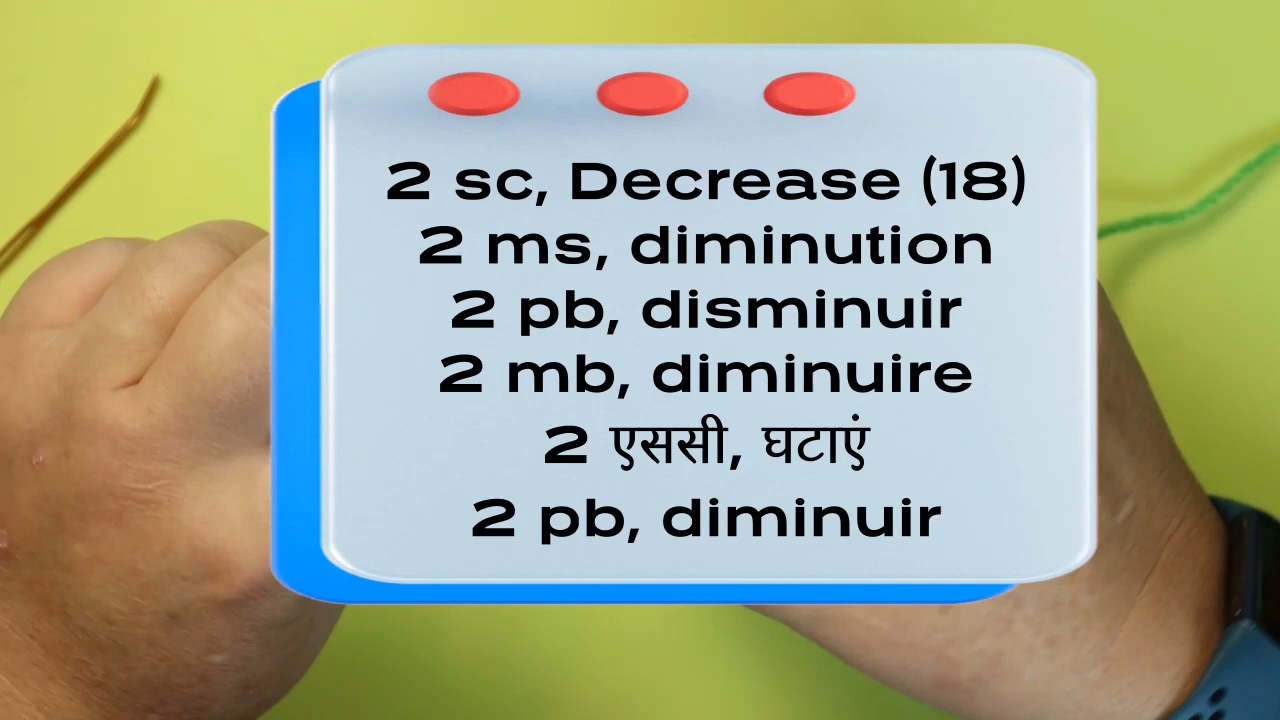 2 sc, Decrease (18)
2 ms, diminution
2 pb, disminuir
2 mb, diminuire
2 एससी, घटाएं
2 pb, diminuir